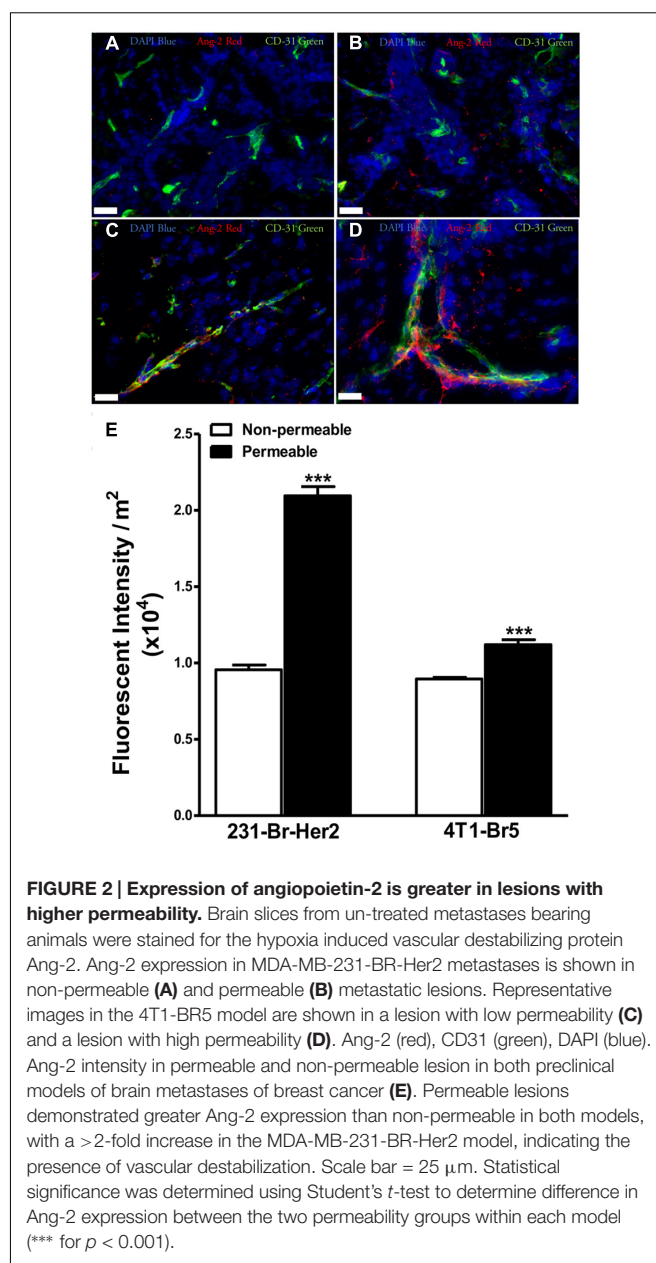 A DAPI Blue Ang-2 Red CD-31 Green
B DAPI Blue Ang-2 Red CD-31 Green
C DAPI Blue Ang-2 Red CD-31 Green
D DAPI Blue Ang-2 Red CD-31 Green
E
Non-permeable
Permeable
Fluorescent Intensity /m²
(x10⁴)
2.5
2.0
1.5
1.0
0.5
0.0
***
***
231-Br-Her2
4T1-Br5
FIGURE 2 | Expression of angiopoietin-2 is greater in lesions with
higher permeability. Brain slices from un-treated metastases bearing
animals were stained for the hypoxia induced vascular destabilizing protein
Ang-2. Ang-2 expression in MDA-MB-231-BR-Her2 metastases is shown in
non-permeable (A) and permeable (B) metastatic lesions. Representative
images in the 4T1-BR5 model are shown in a lesion with low permeability (C)
and a lesion with high permeability (D). Ang-2 (red), CD31 (green), DAPI (blue).
Ang-2 intensity in permeable and non-permeable lesion in both preclinical
models of brain metastases of breast cancer (E). Permeable lesions
demonstrated greater Ang-2 expression than non-permeable in both models,
with a >2-fold increase in the MDA-MB-231-BR-Her2 model, indicating the
presence of vascular destabilization. Scale bar = 25 μm. Statistical
significance was determined using Student's t-test to determine difference in
Ang-2 expression between the two permeability groups within each model
(*** for p < 0.001).